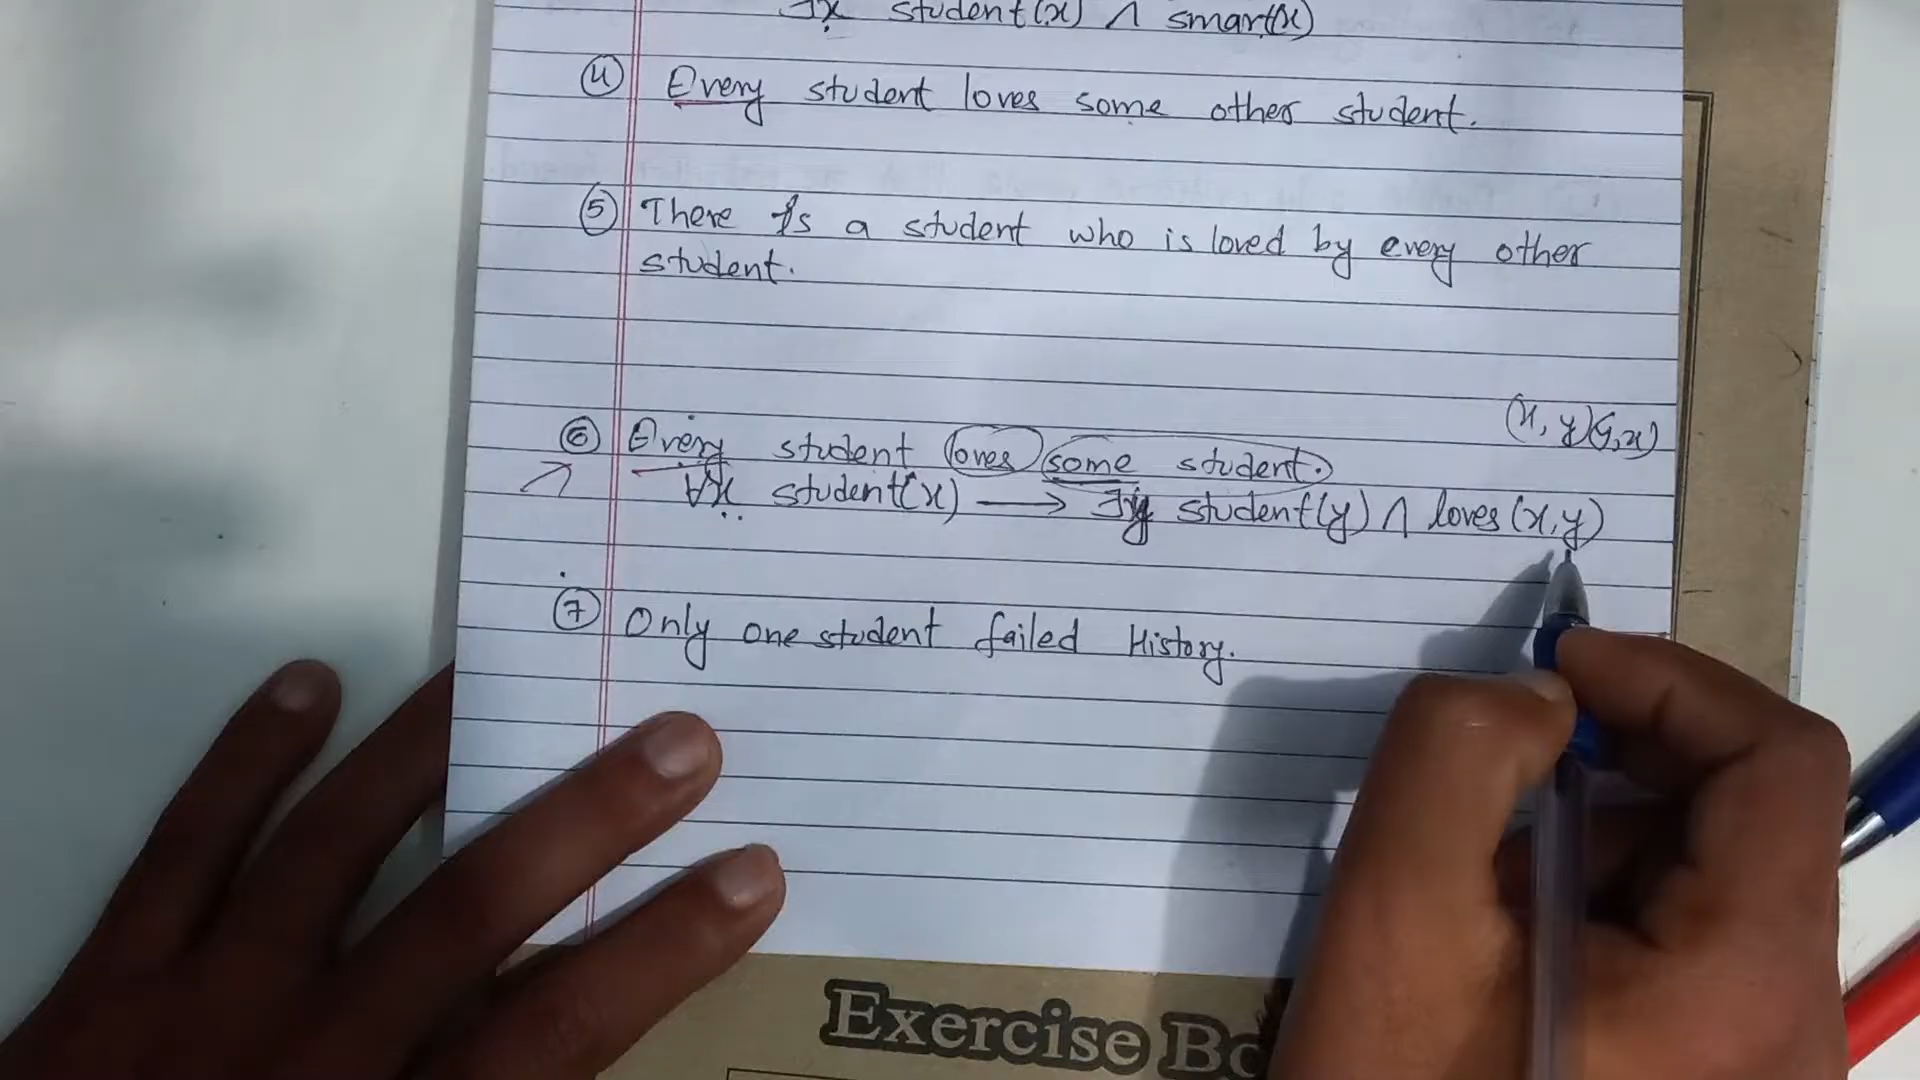 ∃x student(x) ∧ smart(x)
④ Every student loves some other student.
⑤ There Is a student who is loved by every other
student.
(x, y)(y,x)
⑥ Every student loves some student.
∀x student(x) ⟶ ∃y student(y) ∧ loves(x,y)
⑦ Only one student failed History.
Exercise Bo